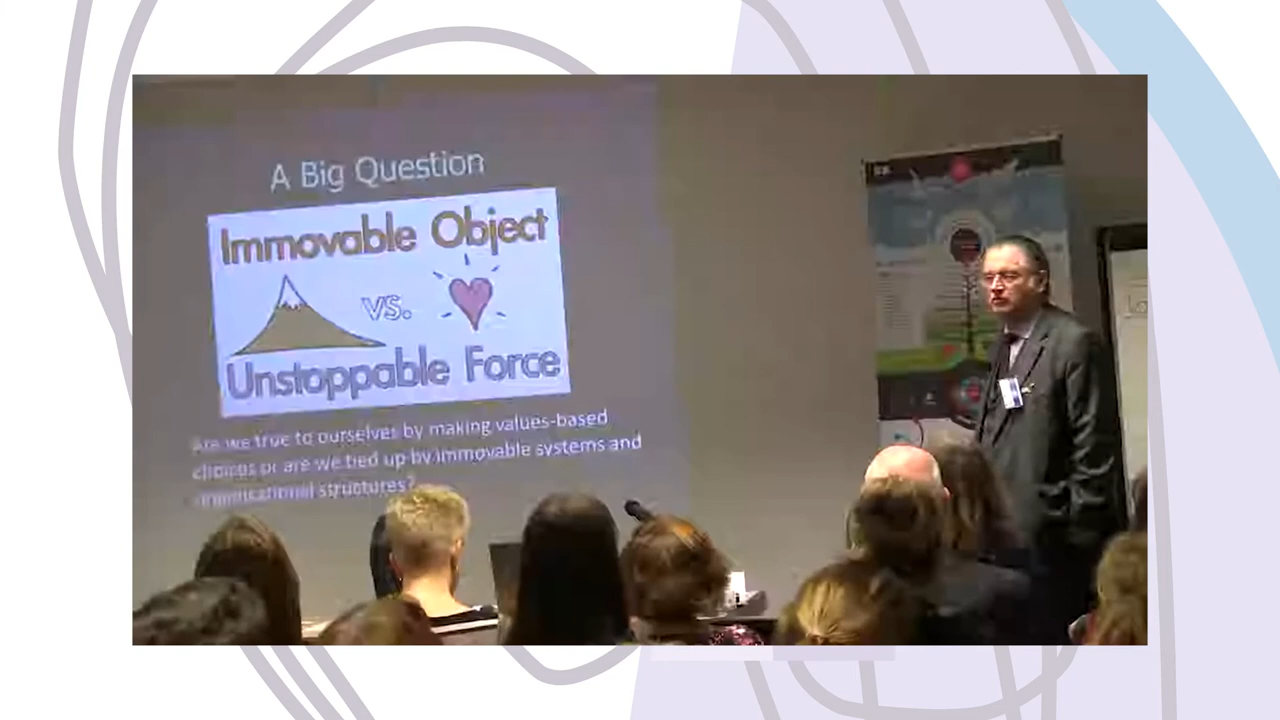 A Big Question
Immovable Object
vs.
Unstoppable Force
Are we true to ourselves by making values-based
choices or are we tied up by immovable systems and
structures?